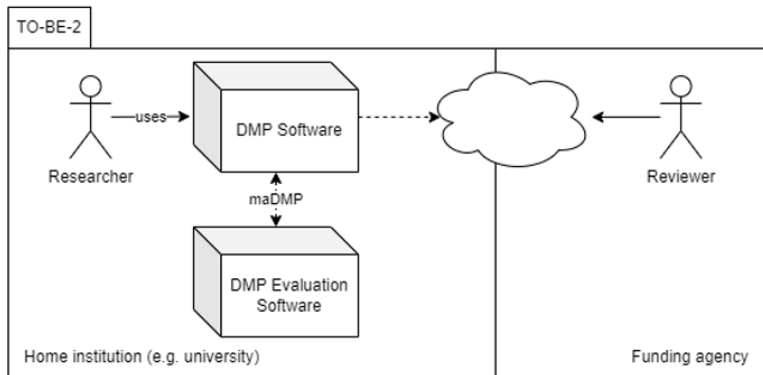 TO-BE-2
uses
DMP Software
Researcher
Reviewer
maDMP
DMP Evaluation
Software
Home institution (e.g. university)
Funding agency